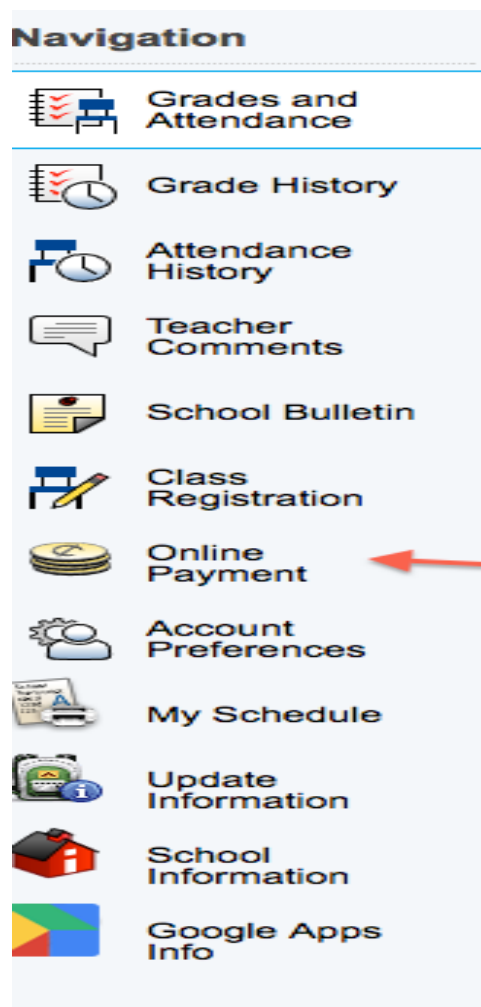 Navigation
Grades and
Attendance
Grade History
Attendance
History
Teacher
Comments
School Bulletin
Class
Registration
Online
Payment
Account
Preferences
My Schedule
Update
Information
School
Information
Google Apps
Info